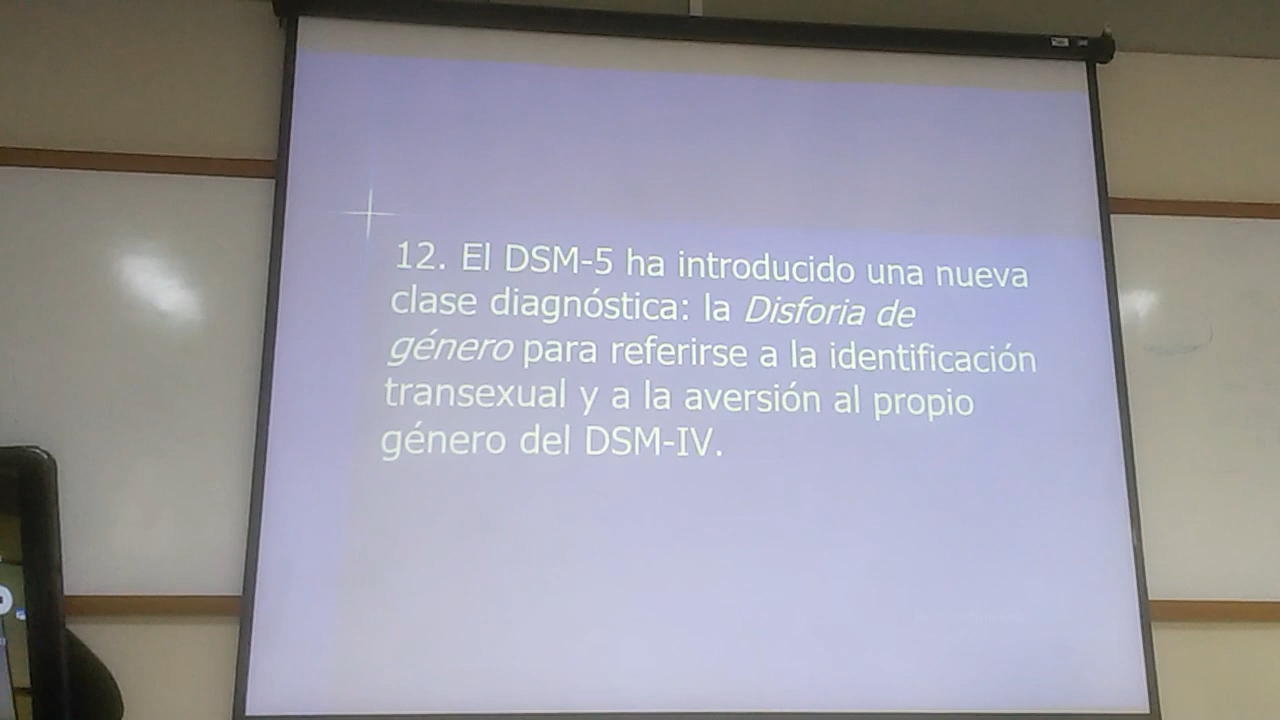 12. El DSM-5 ha introducido una nueva
clase diagnóstica: la Disforia de
género para referirse a la identificación
transexual y a la aversión al propio
género del DSM-IV.